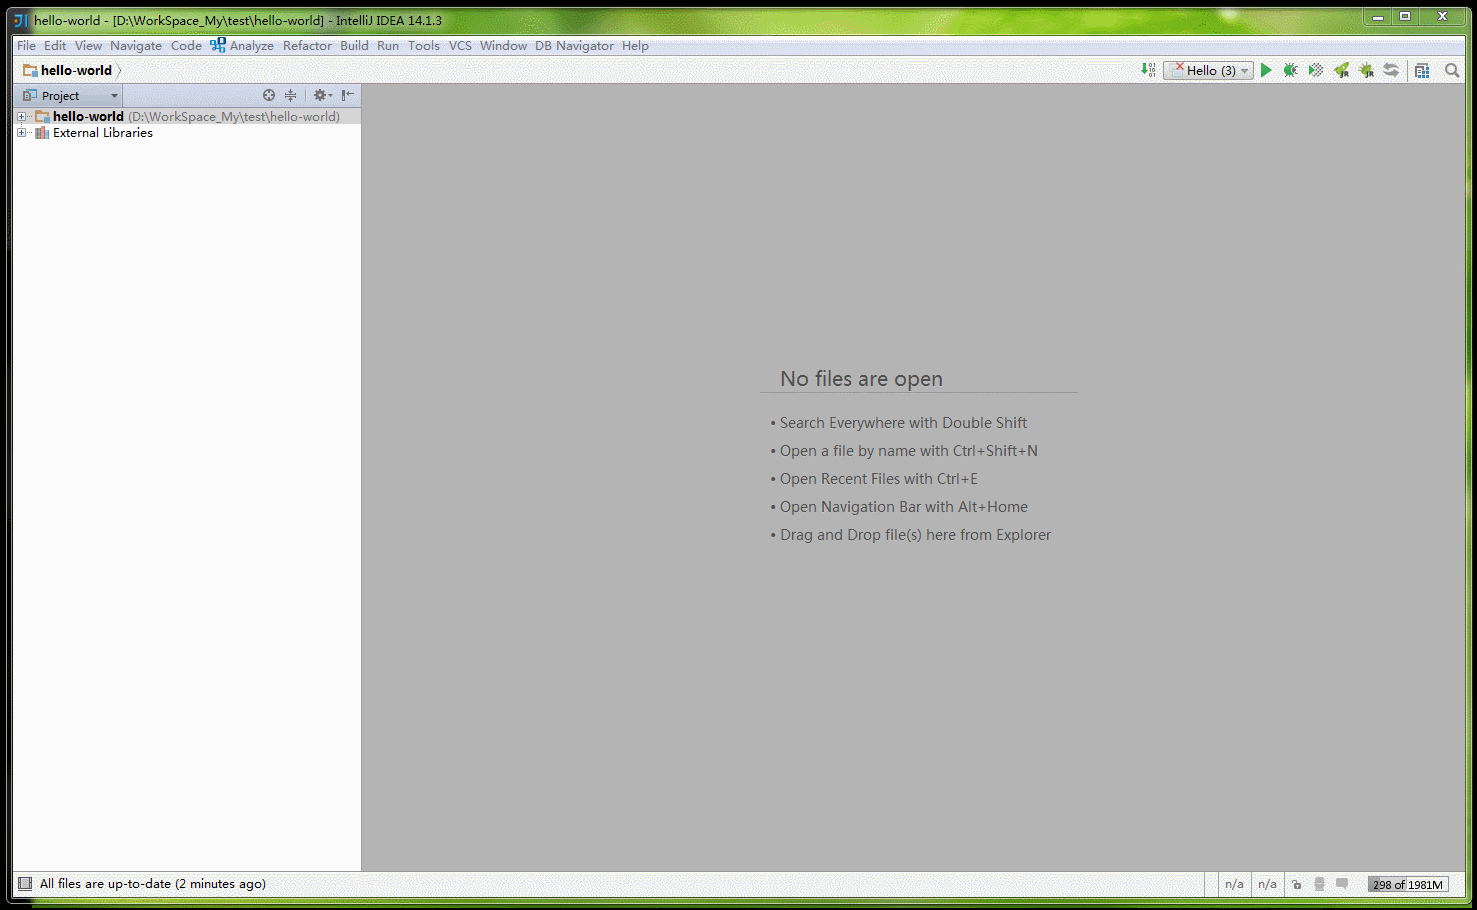 hello-world - [D:\WorkSpace_My\test\hello-world] - IntelliJ IDEA 14.1.3
File Edit View Navigate Code Analyze Refactor Build Run Tools VCS Window DB Navigator Help
hello-world Hello (3)
Project
hello-world (D:\WorkSpace_My\test\hello-world)
External Libraries
No files are open
• Search Everywhere with Double Shift
• Open a file by name with Ctrl+Shift+N
• Open Recent Files with Ctrl+E
• Open Navigation Bar with Alt+Home
• Drag and Drop file(s) here from Explorer
All files are up-to-date (2 minutes ago) n/a n/a 298 of 1981M